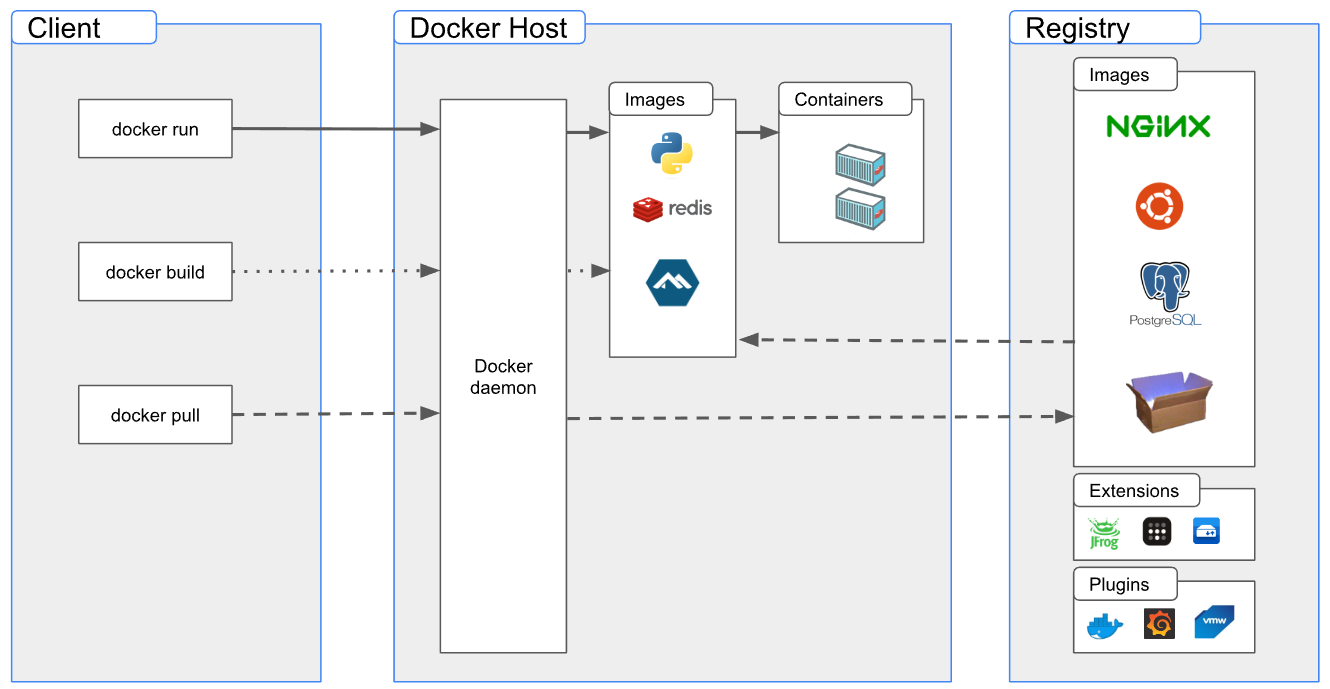 Client
docker run
docker build
docker pull
Docker Host
Docker
daemon
Images
redis
Containers
Registry
Images
NGINX
PostgreSQL
Extensions
JFrog
Plugins
vmw